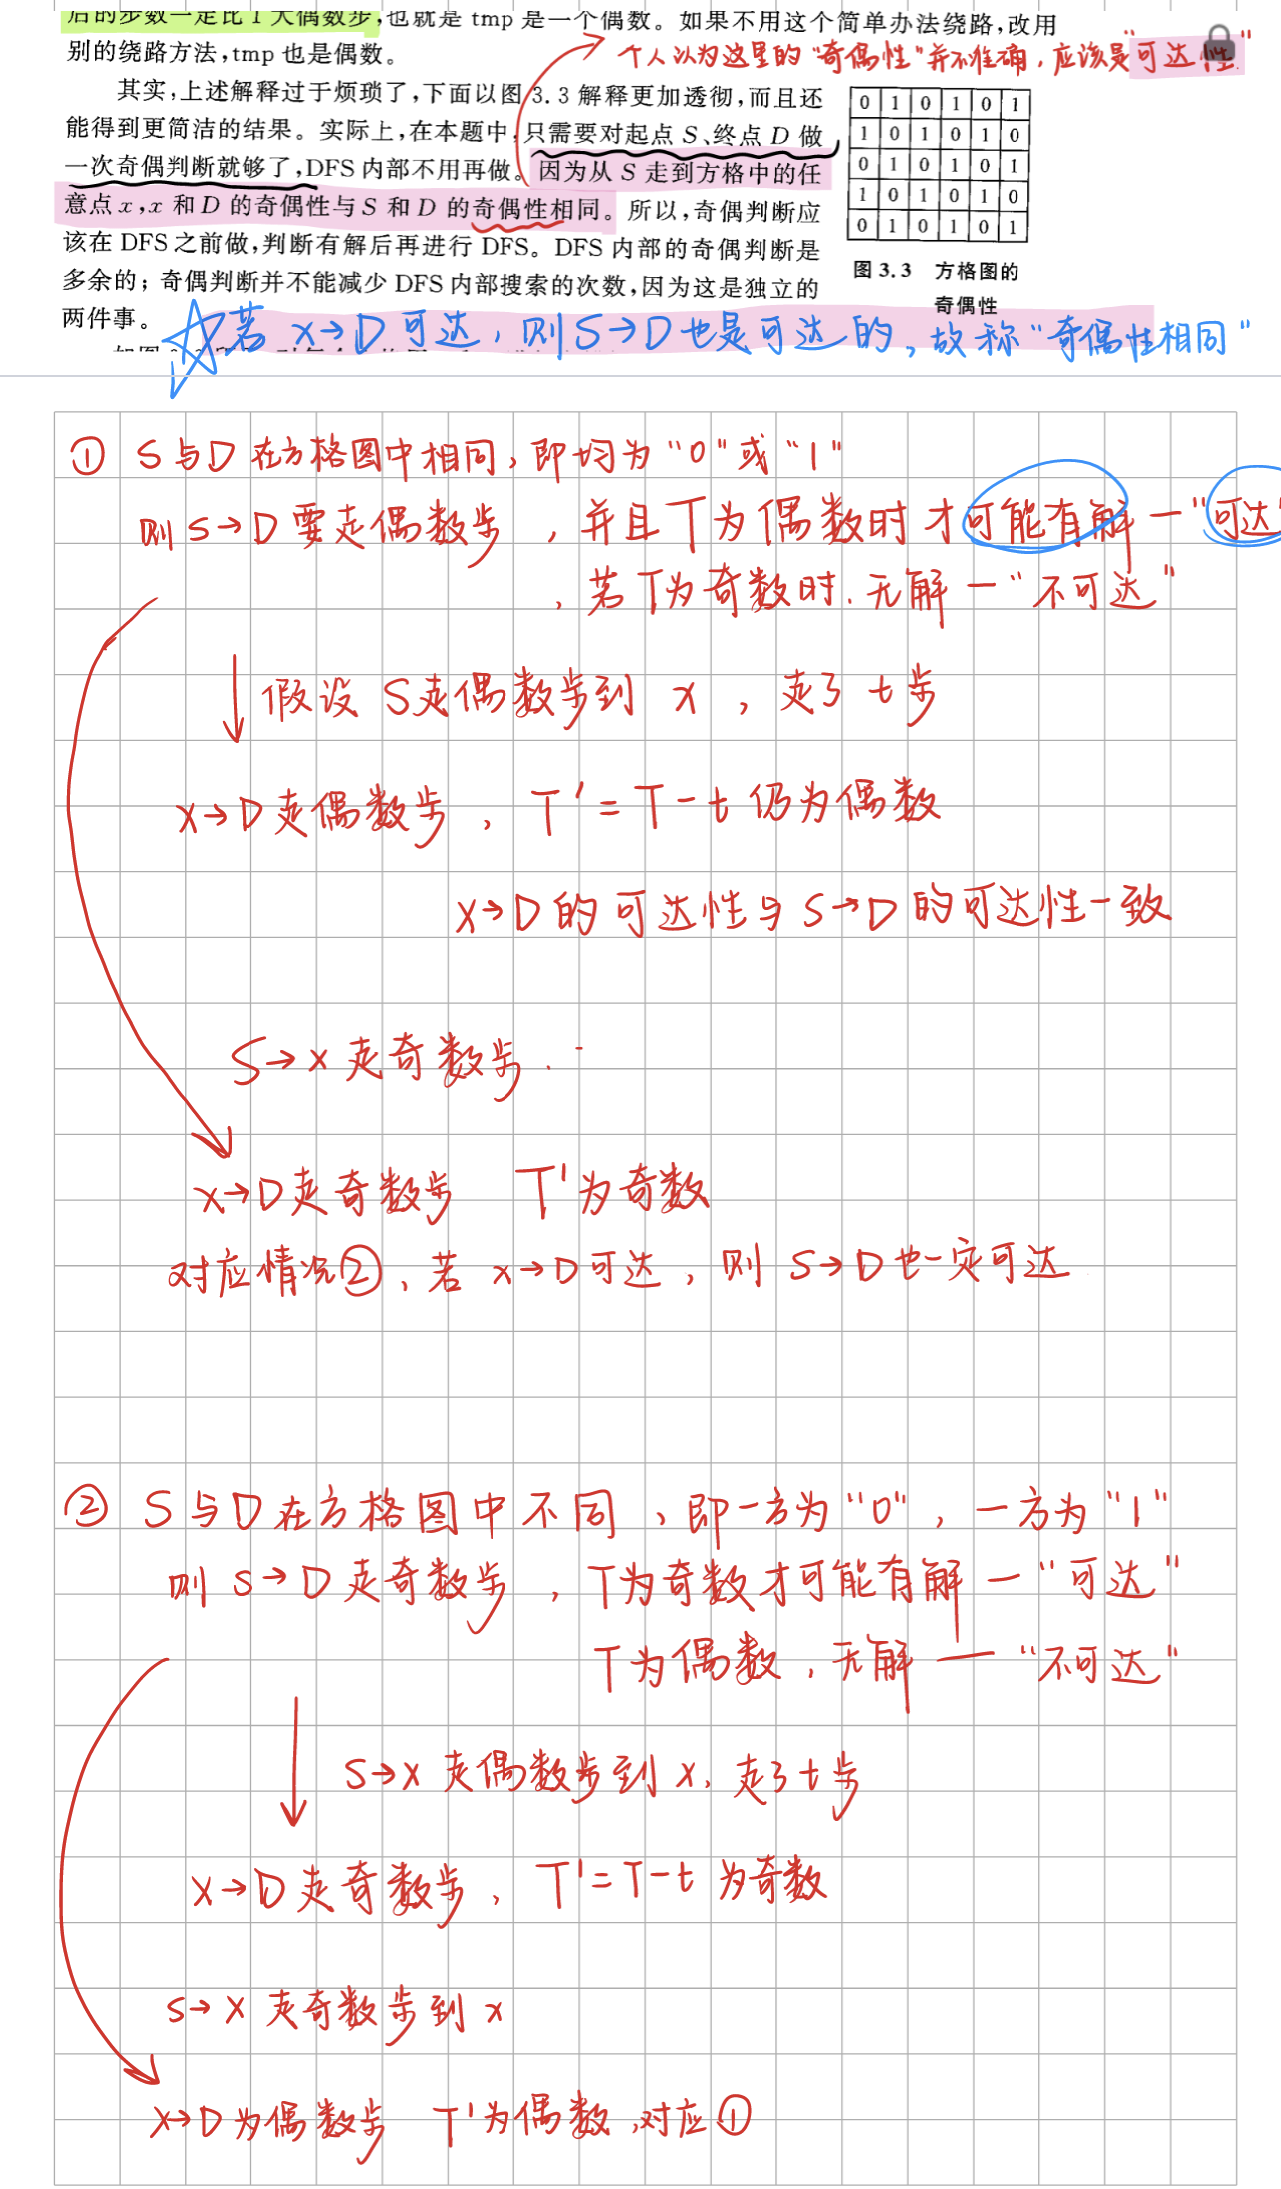 后的步数一定比 1 大偶数步,也就是 tmp 是一个偶数。如果不用这个简单办法绕路,改用
别的绕路方法,tmp 也是偶数。
个人认为这里的“奇偶性”并不准确,应该是“可达性”
其实,上述解释过于烦琐了,下面以图 3.3 解释更加透彻,而且还
能得到更简洁的结果。实际上,在本题中,只需要对起点 S、终点 D 做
一次奇偶判断就够了,DFS 内部不用再做。因为从 S 走到方格中的任
意点 x,x 和 D 的奇偶性与 S 和 D 的奇偶性相同。所以,奇偶判断应
该在 DFS 之前做,判断有解后再进行 DFS。DFS 内部的奇偶判断是
多余的;奇偶判断并不能减少 DFS 内部搜索的次数,因为这是独立的
两件事。
0 1 0 1 0 1
1 0 1 0 1 0
0 1 0 1 0 1
1 0 1 0 1 0
0 1 0 1 0 1
图 3.3 方格图的
奇偶性
若 x→D 可达,则S→D也是可达的,故称“奇偶性相同”
① S与D在方格图中相同,即均为“0”或“1”
则 S→D 要走偶数步,并且T为偶数时才可能有解—“可达”
,若T为奇数时,无解—“不可达”
假设 S走偶数步到 x,走了 t步
x→D 走偶数步,T'=T-t 仍为偶数
x→D 的可达性与 S→D 的可达性一致
S→x 走奇数步.
x→D走奇数步 T'为奇数
对应情况②,若 x→D可达,则 S→D也一定可达
② S与D在方格图中不同,即一方为“0”,一方为“1”
则 S→D 走奇数步,T为奇数才可能有解—“可达”
T为偶数,无解—“不可达”
S→x 走偶数步到x,走了t步
x→D走奇数步,T'=T-t 为奇数
S→x 走奇数步到x
x→D为偶数步 T'为偶数,对应①